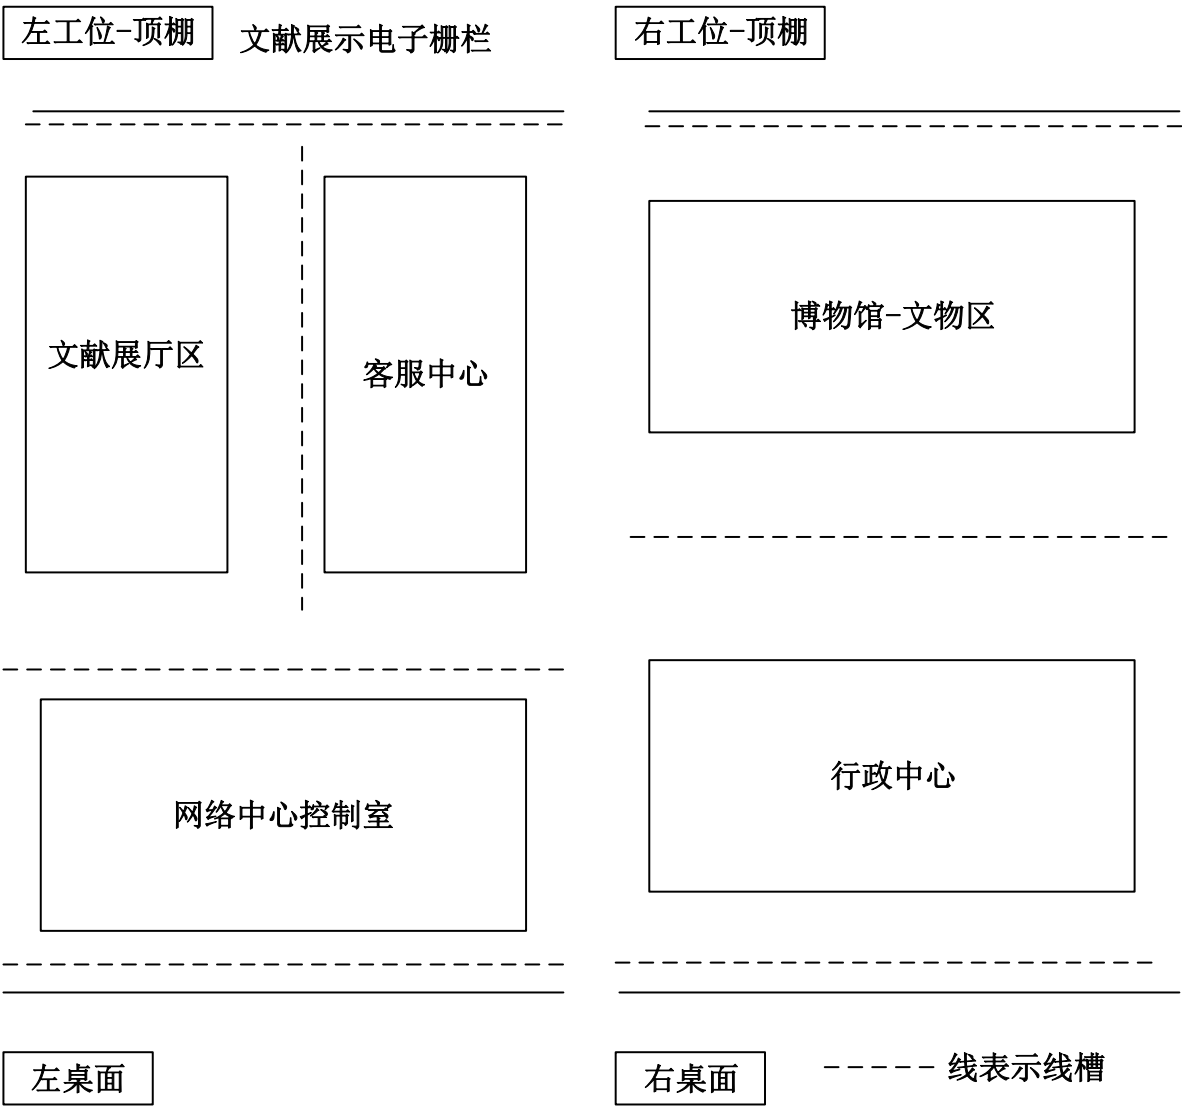 左工位-顶棚
文献展示电子栅栏
右工位-顶棚
文献展厅区
客服中心
博物馆-文物区
网络中心控制室
行政中心
左桌面
右桌面
线表示线槽